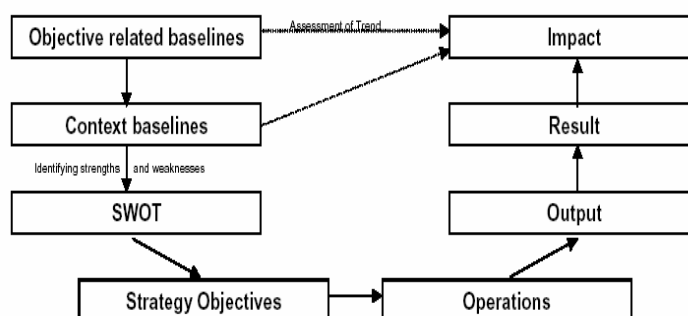 Objective related baselines
Assessment of Trend
Impact
Context baselines
Result
Identifying strengths and weaknesses
SWOT
Output
Strategy Objectives
Operations